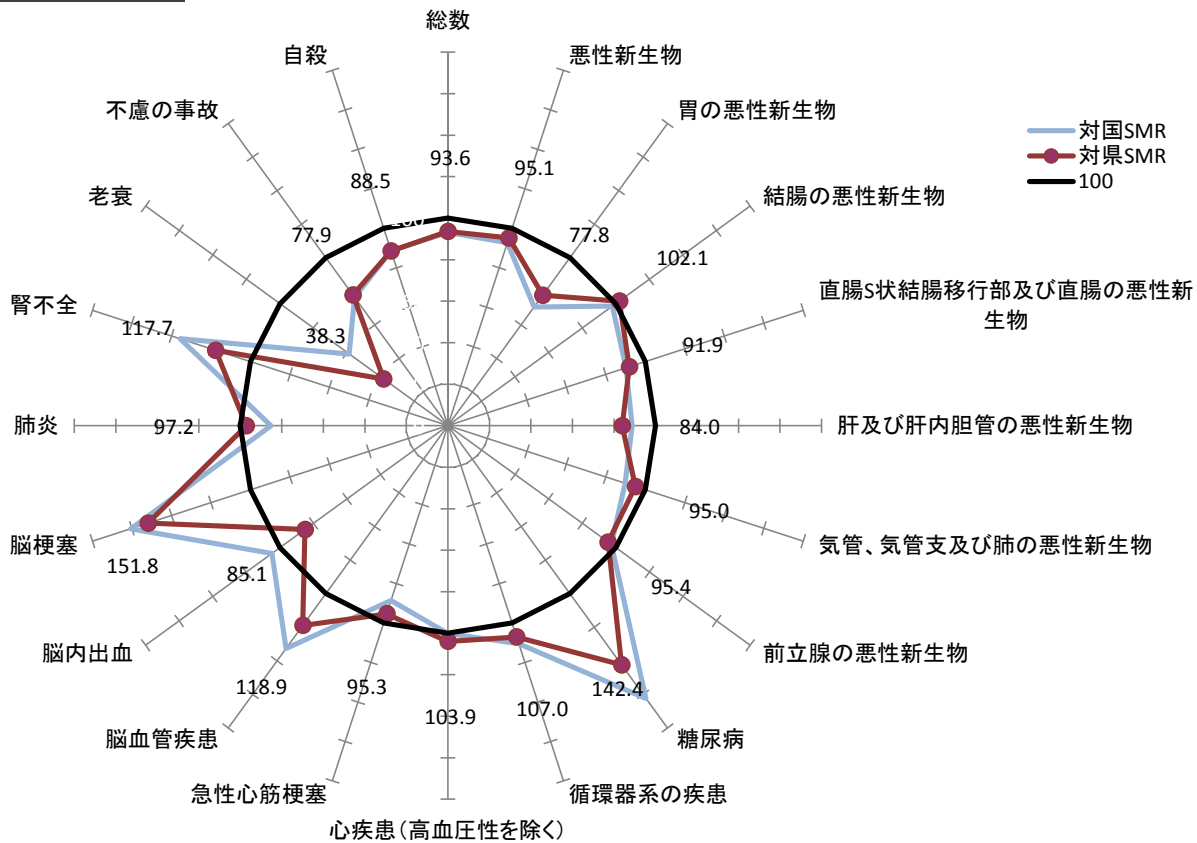 総数
自殺
悪性新生物
不慮の事故
胃の悪性新生物
対国SMR
対県SMR
100
93.6
95.1
88.5
老衰
結腸の悪性新生物
77.9
77.8
102.1
直腸S状結腸移行部及び直腸の悪性新
生物
腎不全
117.7
38.3
91.9
肺炎
97.2
84.0
肝及び肝内胆管の悪性新生物
95.0
気管、気管支及び肺の悪性新生物
脳梗塞
151.8
85.1
95.4
脳内出血
前立腺の悪性新生物
118.9
95.3
103.9
107.0
142.4
脳血管疾患
糖尿病
急性心筋梗塞
循環器系の疾患
心疾患(高血圧性を除く)